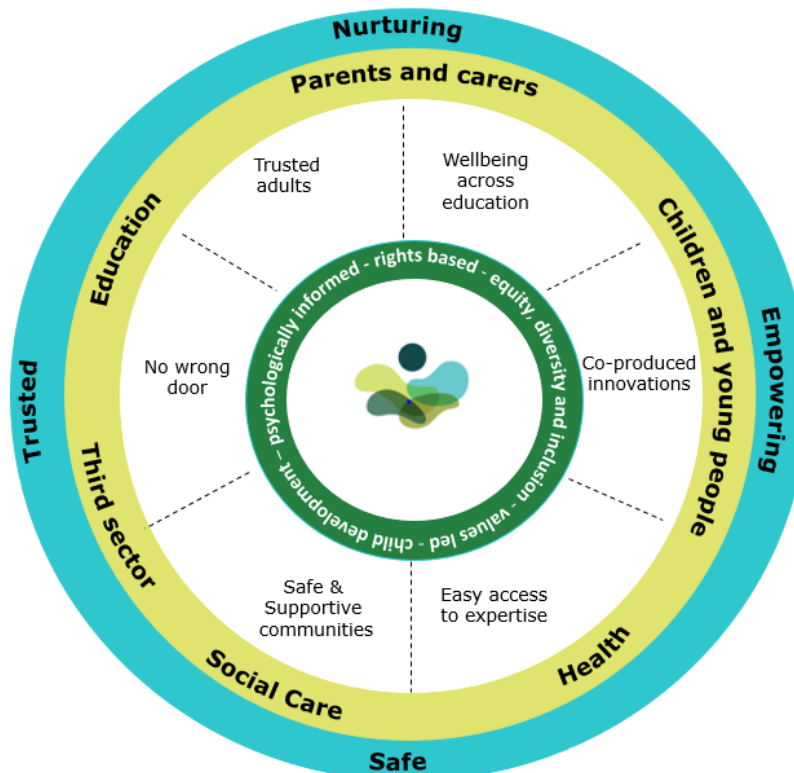 Nurturing
Parents and carers
Trusted
adults
Wellbeing
across
education
Education
Children and young people
psychologically informed - rights based - equity, diversity and inclusion - values led - child development –
No wrong
door
Co-produced
innovations
Trusted
Empowering
Third sector
Safe &
Supportive
communities
Easy access
to expertise
Social Care
Health
Safe